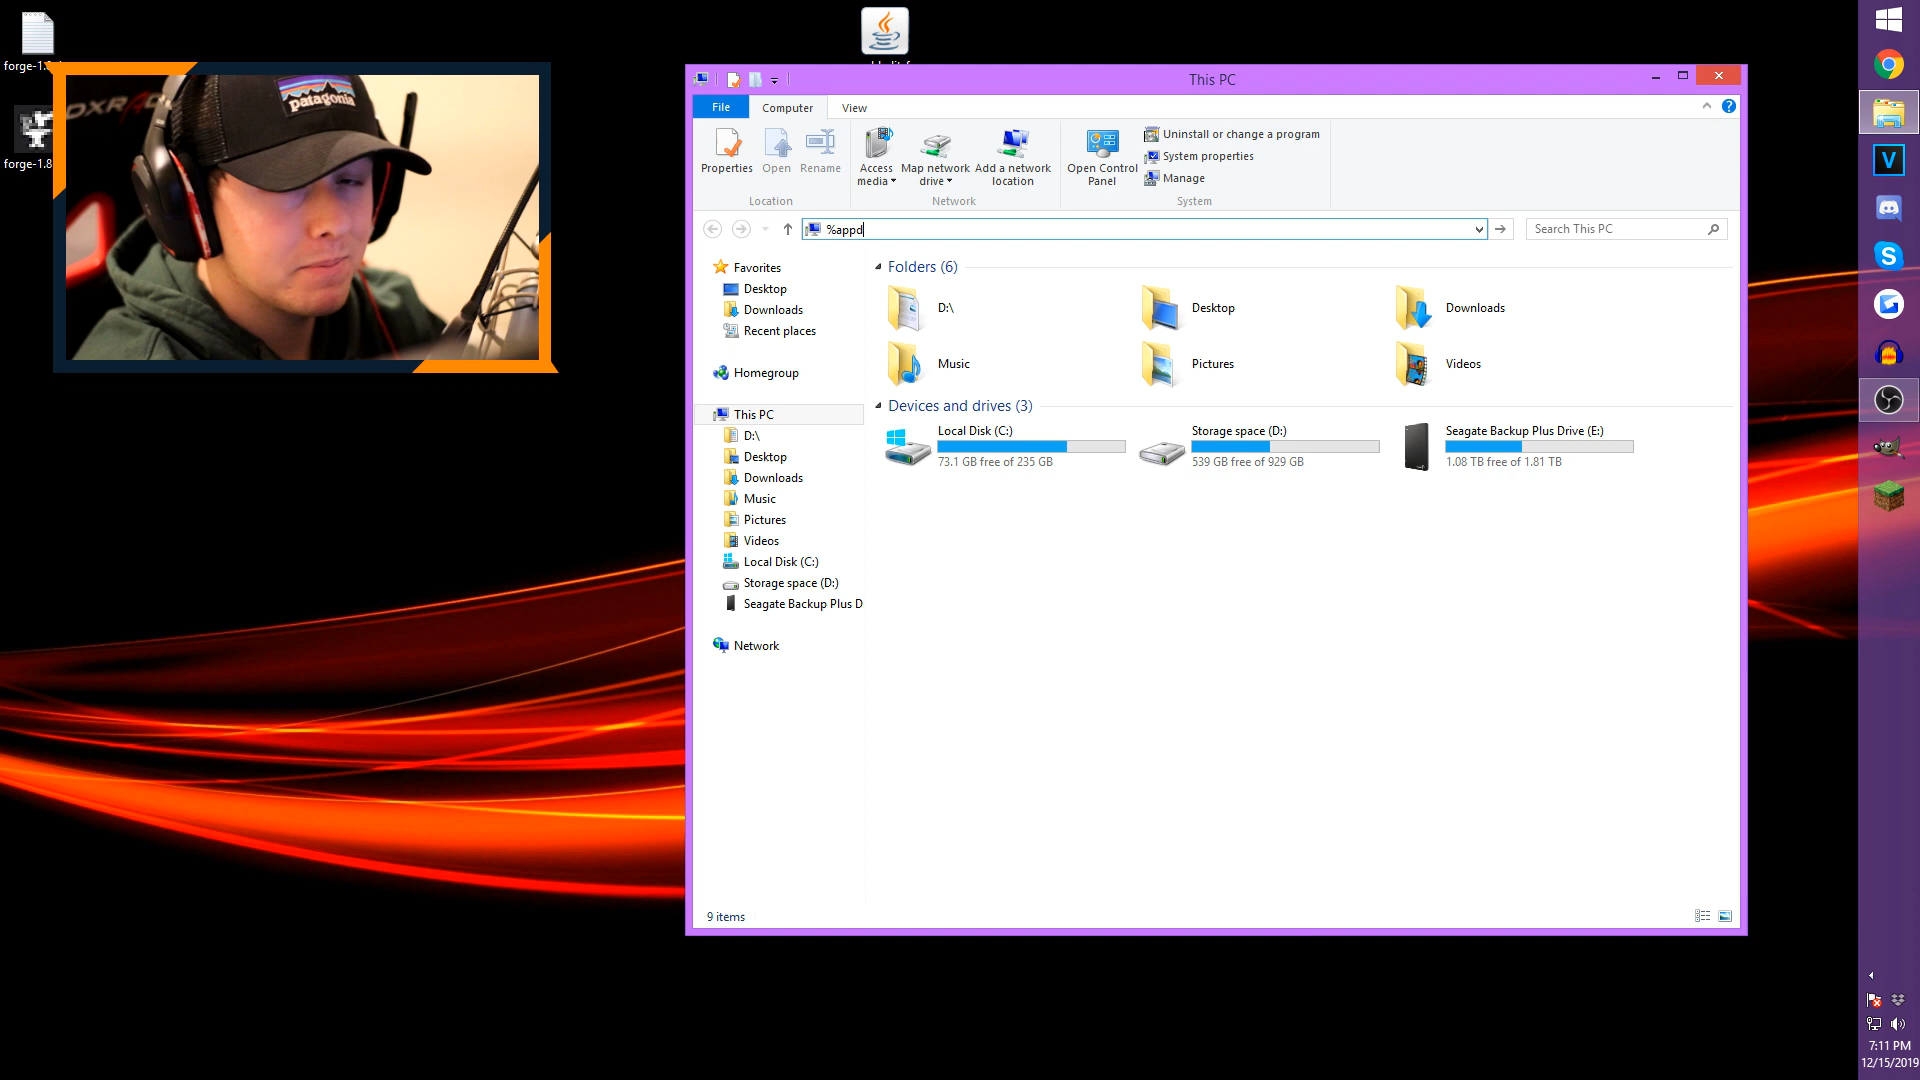 forge-1.8
DXRA
patagonia
This PC
File
Computer
View
Properties
Open
Rename
Access media
Map network drive
Add a network location
Open Control Panel
Uninstall or change a program
System properties
Manage
Location
Network
System
%appd
Search This PC
Favorites
Desktop
Downloads
Recent places
Homegroup
This PC
D:\
Desktop
Downloads
Music
Pictures
Videos
Local Disk (C:)
Storage space (D:)
Seagate Backup Plus D
Network
Folders (6)
D:\
Desktop
Downloads
Music
Pictures
Videos
Devices and drives (3)
Local Disk (C:)
73.1 GB free of 235 GB
Storage space (D:)
539 GB free of 929 GB
Seagate Backup Plus Drive (E:)
1.08 TB free of 1.81 TB
9 items
7:11 PM
12/15/2019